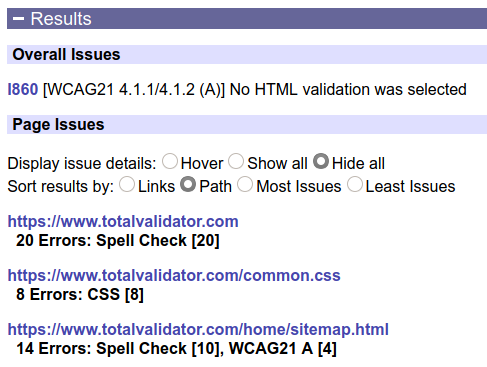 Results
Overall Issues
I860 [WCAG21 4.1.1/4.1.2 (A)] No HTML validation was selected
Page Issues
Display issue details: Hover Show all Hide all
Sort results by: Links Path Most Issues Least Issues
https://www.totalvalidator.com
20 Errors: Spell Check [20]
https://www.totalvalidator.com/common.css
8 Errors: CSS [8]
https://www.totalvalidator.com/home/sitemap.html
14 Errors: Spell Check [10], WCAG21 A [4]